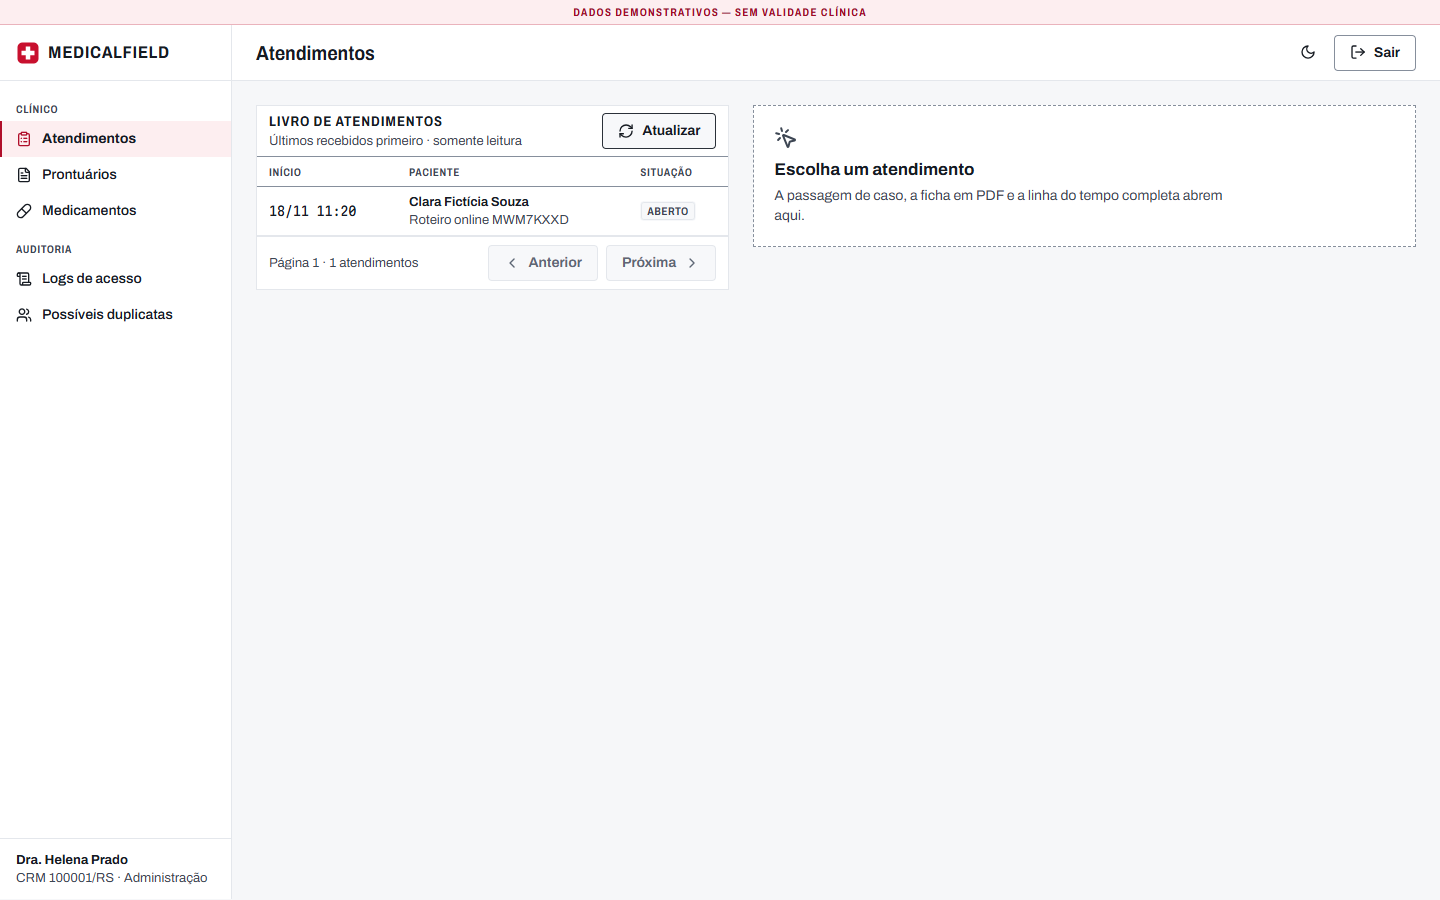 DADOS DEMONSTRATIVOS — SEM VALIDADE CLÍNICA
MEDICALFIELD
Atendimentos
Sair
CLÍNICO
Atendimentos
Prontuários
Medicamentos
AUDITORIA
Logs de acesso
Possíveis duplicatas
LIVRO DE ATENDIMENTOS
Últimos recebidos primeiro · somente leitura
Atualizar
INÍCIO PACIENTE SITUAÇÃO
18/11 11:20
Clara Fictícia Souza
Roteiro online MWM7KXXD
ABERTO
Página 1 · 1 atendimentos
Anterior
Próxima
Escolha um atendimento
A passagem de caso, a ficha em PDF e a linha do tempo completa abrem
aqui.
Dra. Helena Prado
CRM 100001/RS · Administração